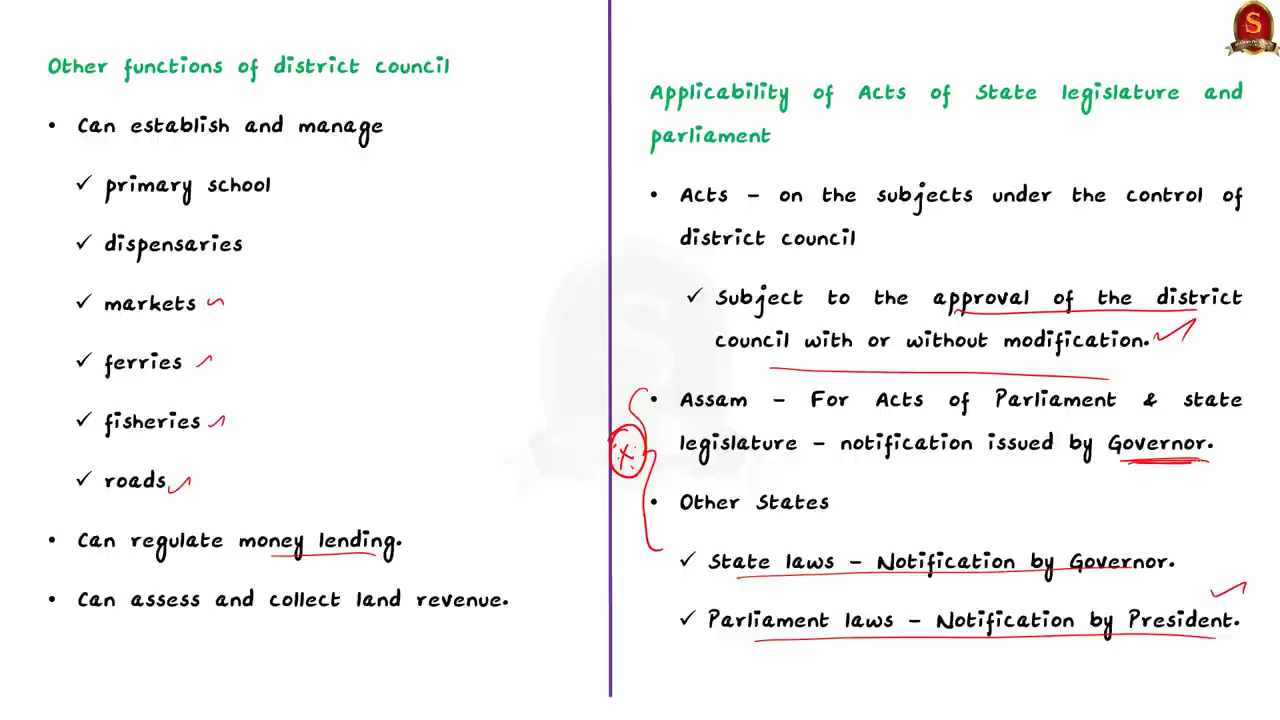 Other functions of district council
• Can establish and manage
✓ primary school
✓ dispensaries
✓ markets
✓ ferries
✓ fisheries
✓ roads
• Can regulate money lending.
• Can assess and collect land revenue.
Applicability of Acts of State legislature and
parliament
• Acts – on the subjects under the control of
district council
✓ Subject to the approval of the district
council with or without modification.
• Assam – For Acts of Parliament & state
legislature – notification issued by Governor.
• Other States
✓ State laws – Notification by Governor.
✓ Parliament laws – Notification by President.
S